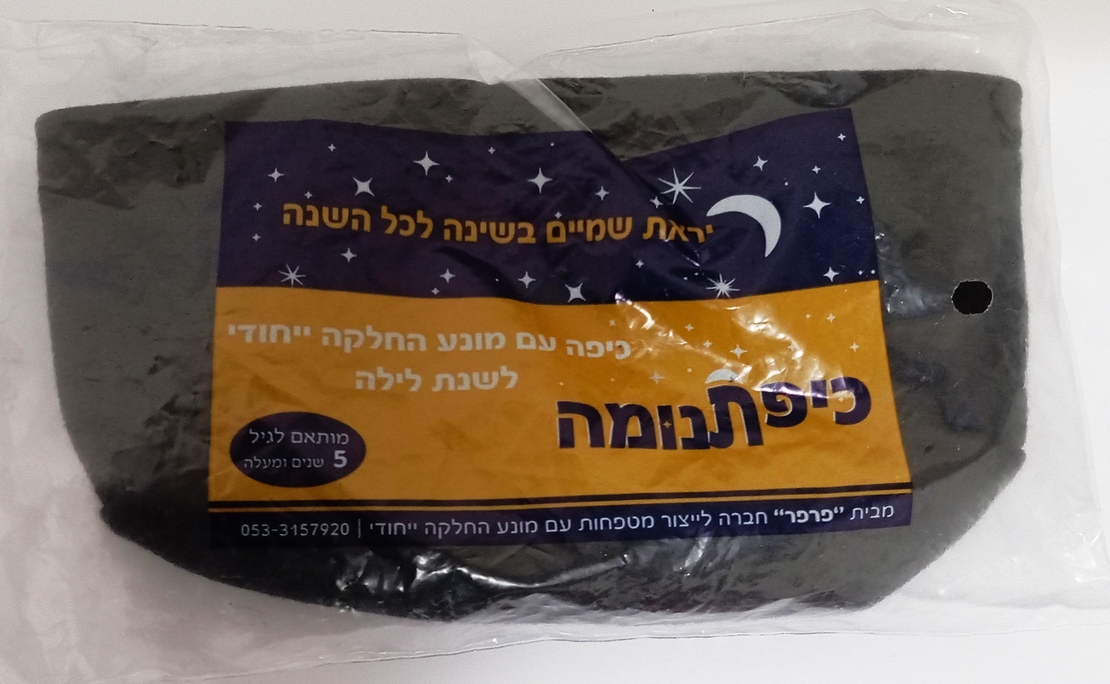 יראת שמיים בשינה לכל השנה
כיפה עם מונע החלקה ייחודי
לשנת לילה
כיפתנומה
מותאם לגיל
5 שנים ומעלה
מבית "פרפר" חברה לייצור מטפחות עם מונע החלקה ייחודי | 053-3157920